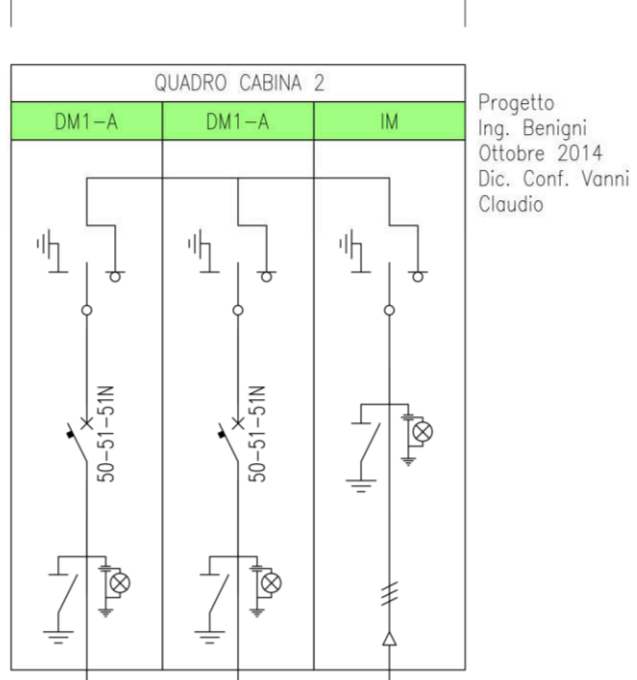 QUADRO CABINA 2
DM1-A DM1-A IM
Progetto
Ing. Benigni
Ottobre 2014
Dic. Conf. Vanni
Claudio
50-51-51N
50-51-51N